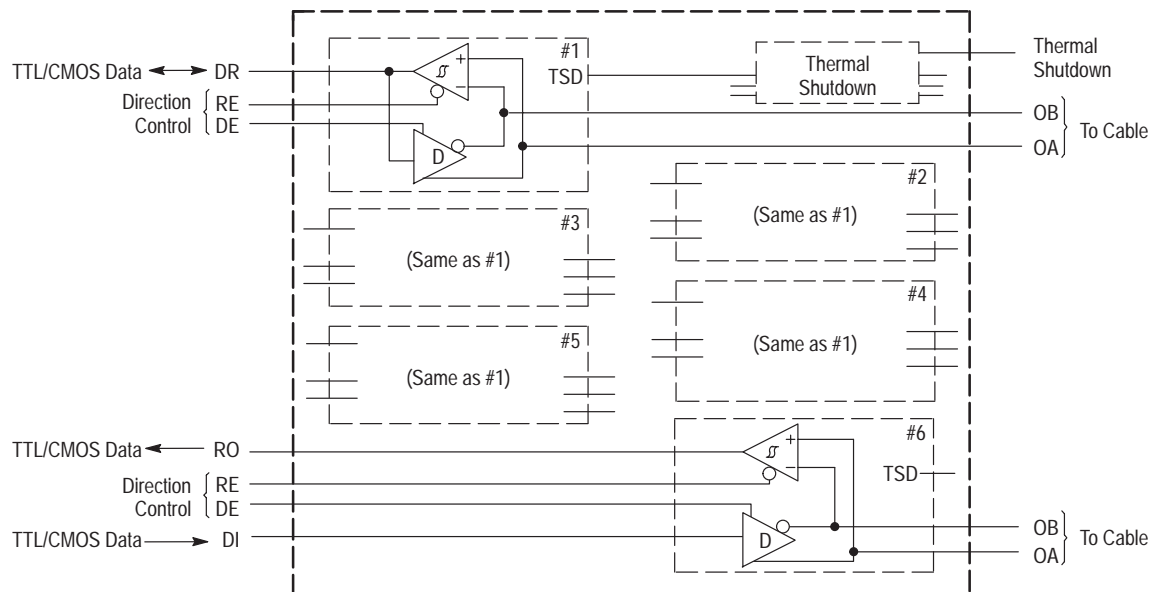 #1
TSD
Thermal
Shutdown
Thermal
Shutdown
TTL/CMOS Data DR
Direction
Control
RE
DE
+
−
D
OB
OA
To Cable
#2
(Same as #1)
#3
(Same as #1)
#4
(Same as #1)
#5
(Same as #1)
#6
TSD
TTL/CMOS Data RO
Direction
Control
RE
DE
TTL/CMOS Data DI
+
−
D
OB
OA
To Cable